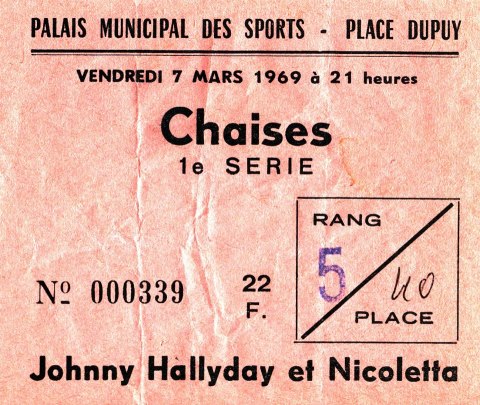 PALAIS MUNICIPAL DES SPORTS - PLACE DUPUY
VENDREDI 7 MARS 1969 à 21 heures
Chaises
1e SERIE
RANG
5
40
PLACE
Nº 000339
22
F.
Johnny Hallyday et Nicoletta